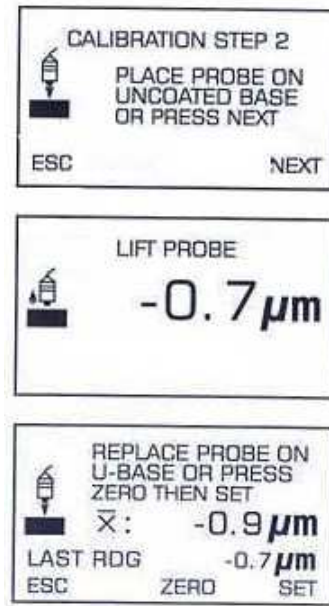 CALIBRATION STEP 2
PLACE PROBE ON
UNCOATED BASE
OR PRESS NEXT
ESC NEXT
LIFT PROBE
-0.7µm
REPLACE PROBE ON
U-BASE OR PRESS
ZERO THEN SET
x̄: -0.9µm
LAST RDG -0.7µm
ESC ZERO SET